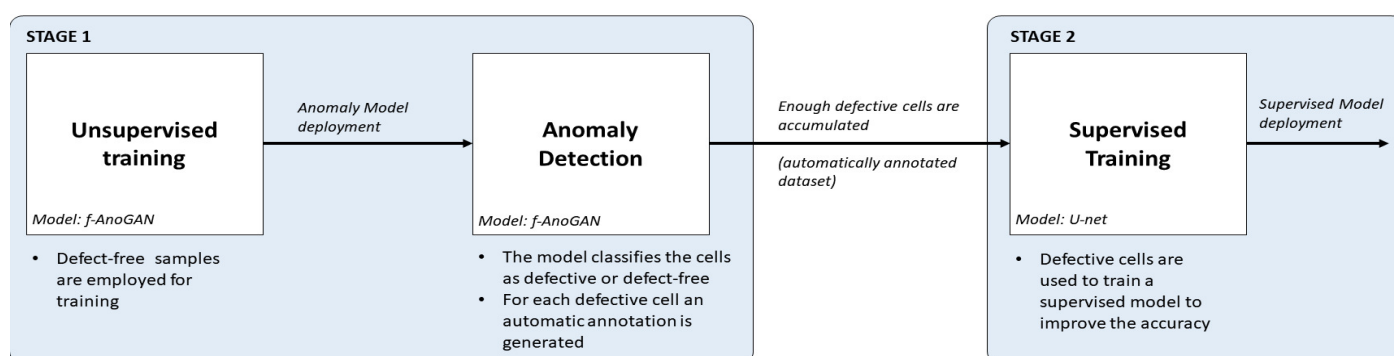 STAGE 1
Unsupervised
training
Model: f-AnoGAN
• Defect-free samples
are employed for
training
Anomaly Model
deployment
Anomaly
Detection
Model: f-AnoGAN
• The model classifies the cells
as defective or defect-free
• For each defective cell an
automatic annotation is
generated
Enough defective cells are
accumulated
(automatically annotated
dataset)
STAGE 2
Supervised
Training
Model: U-net
• Defective cells are
used to train a
supervised model to
improve the accuracy
Supervised Model
deployment